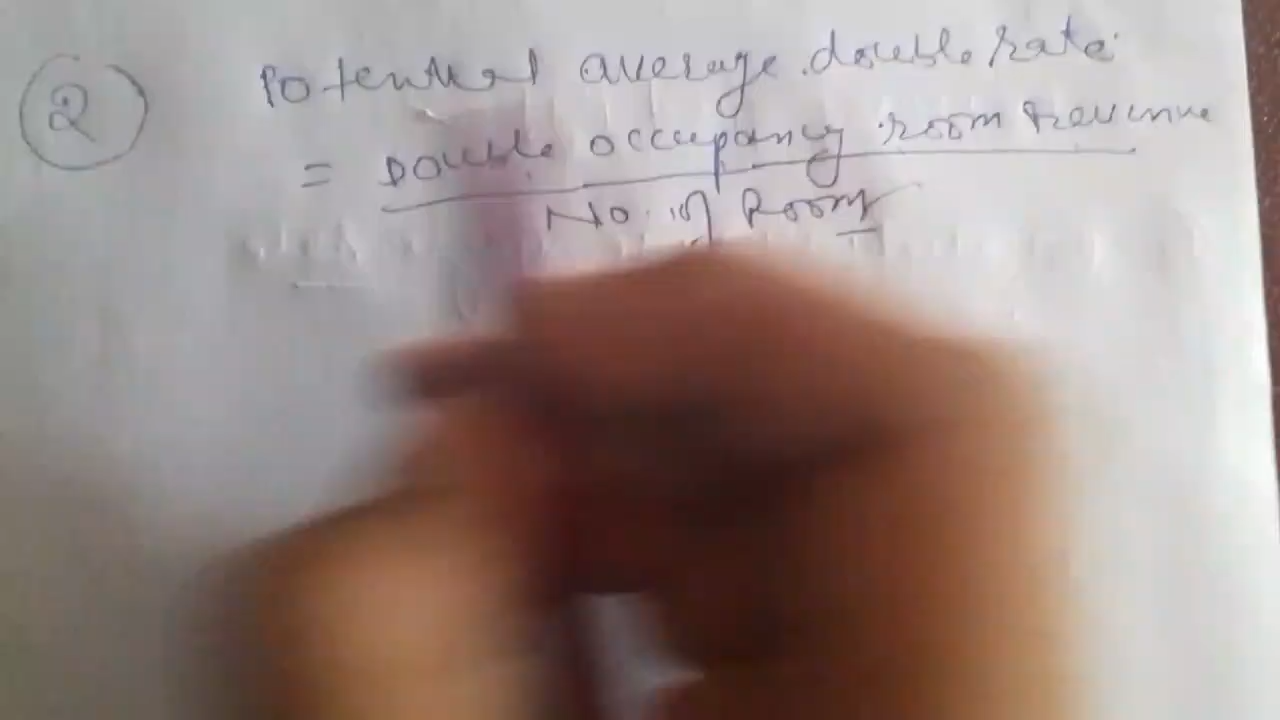 2
Potential average double rate
= Double occupancy room revenue
No. of Room